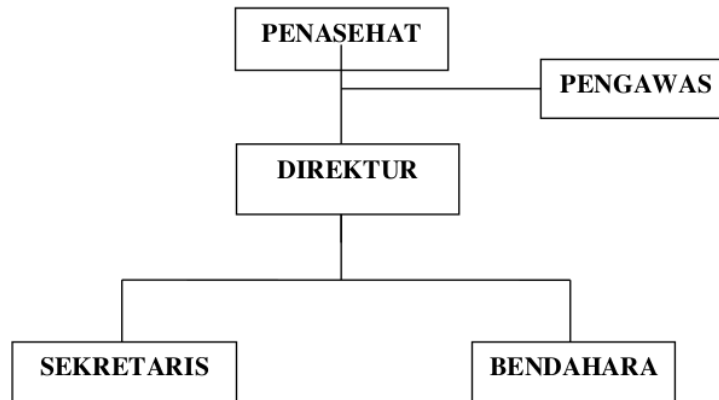 PENASEHAT
PENGAWAS
DIREKTUR
SEKRETARIS
BENDAHARA